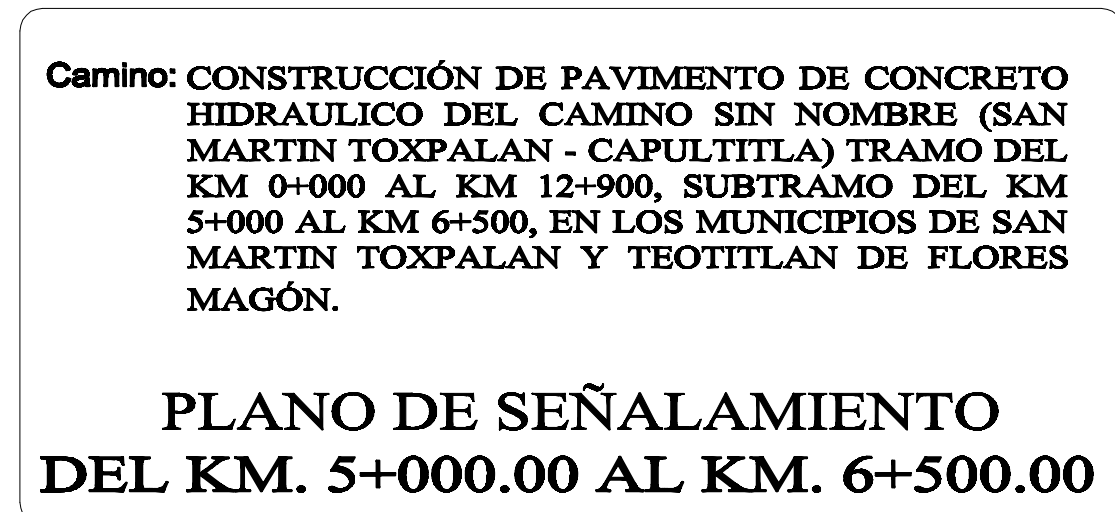 Camino: CONSTRUCCIÓN DE PAVIMENTO DE CONCRETO
HIDRAULICO DEL CAMINO SIN NOMBRE (SAN
MARTIN TOXPALAN - CAPULTITLA) TRAMO DEL
KM 0+000 AL KM 12+900, SUBTRAMO DEL KM
5+000 AL KM 6+500, EN LOS MUNICIPIOS DE SAN
MARTIN TOXPALAN Y TEOTITLAN DE FLORES
MAGÓN.
PLANO DE SEÑALAMIENTO
DEL KM. 5+000.00 AL KM. 6+500.00